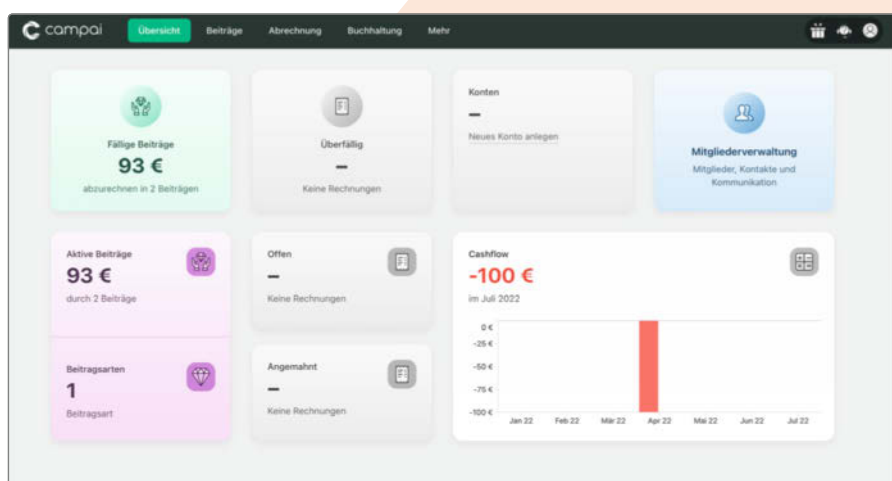 campai
Übersicht
Beiträge
Abrechnung
Buchhaltung
Mehr
Fällige Beiträge
93 €
abzurechnen in 2 Beiträgen
Überfällig
–
Keine Rechnungen
Konten
–
Neues Konto anlegen
Mitgliederverwaltung
Mitglieder, Kontakte und
Kommunikation
Aktive Beiträge
93 €
durch 2 Beiträge
Offen
–
Keine Rechnungen
Cashflow
-100 €
im Juli 2022
0 €
-25 €
-50 €
-75 €
-100 €
Jan 22
Feb 22
Mär 22
Apr 22
Mai 22
Jun 22
Jul 22
Beitragsarten
1
Beitragsart
Angemahnt
–
Keine Rechnungen